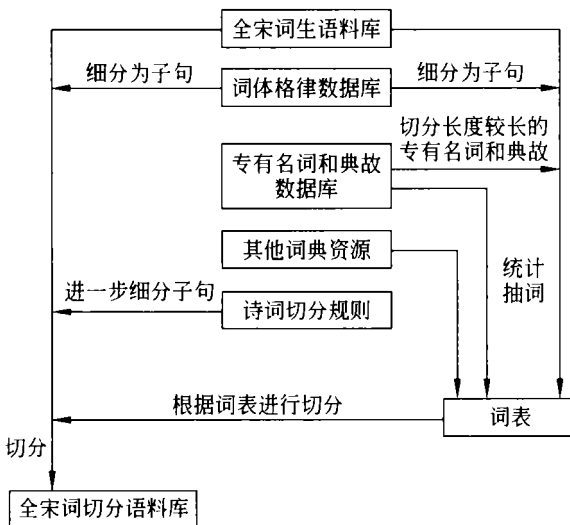 全宋词生语料库
细分为子句
词体格律数据库
细分为子句
切分长度较长的
专有名词和典故
专有名词和典故
数据库
其他词典资源
统计
抽词
进一步细分子句
诗词切分规则
根据词表进行切分
词表
切分
全宋词切分语料库